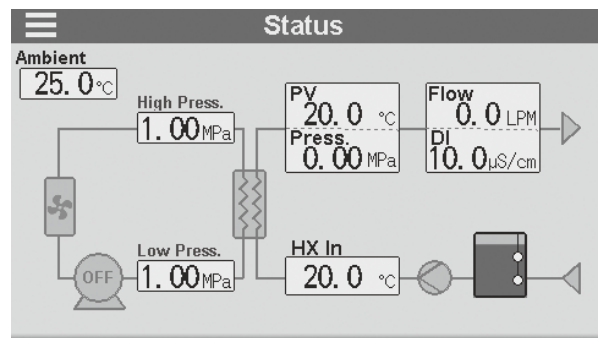 Status
Ambient
25.0°C
High Press.
1.00MPa
PV
20.0 °C
Press.
0.00 MPa
Flow
0.0 LPM
DI
10.0µS/cm
OFF
Low Press.
1.00MPa
HX In
20.0 °C